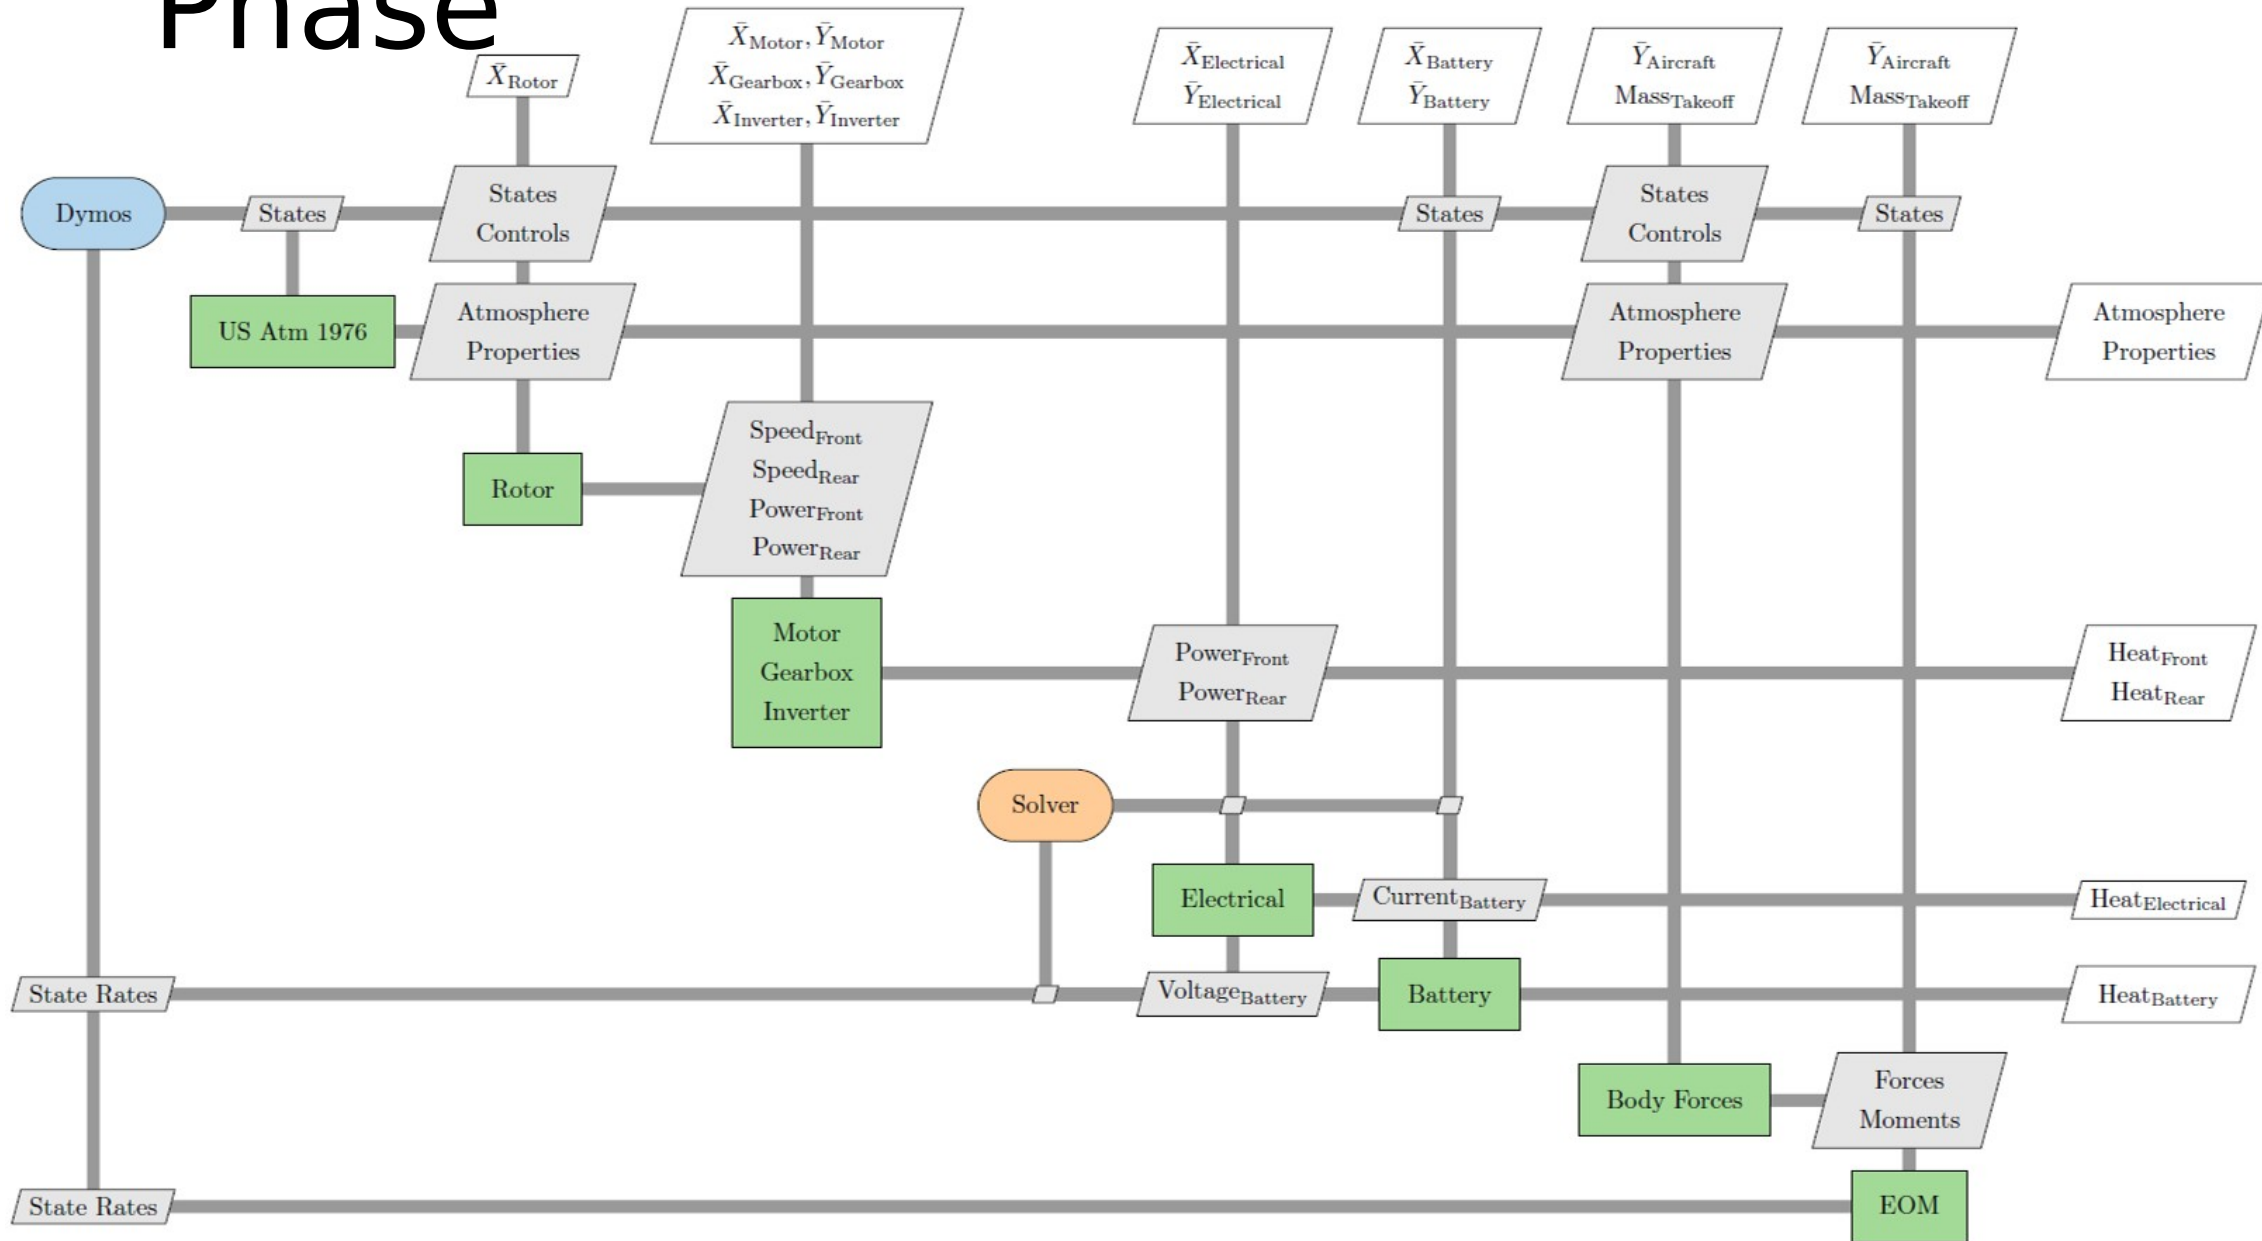 Phase
X̄Rotor
X̄Motor, ȲMotor
X̄Gearbox, ȲGearbox
X̄Inverter, ȲInverter
X̄Electrical
ȲElectrical
X̄Battery
ȲBattery
ȲAircraft
MassTakeoff
ȲAircraft
MassTakeoff
Dymos
States
States
Controls
States
States
Controls
States
US Atm 1976
Atmosphere
Properties
Atmosphere
Properties
Atmosphere
Properties
Rotor
SpeedFront
SpeedRear
PowerFront
PowerRear
Motor
Gearbox
Inverter
PowerFront
PowerRear
HeatFront
HeatRear
Solver
Electrical
CurrentBattery
HeatElectrical
State Rates
VoltageBattery
Battery
HeatBattery
Body Forces
Forces
Moments
State Rates
EOM